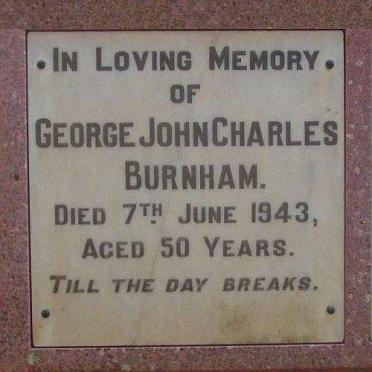 IN LOVING MEMORY
OF
GEORGE JOHN CHARLES
BURNHAM.
DIED 7TH JUNE 1943,
AGED 50 YEARS.
TILL THE DAY BREAKS.